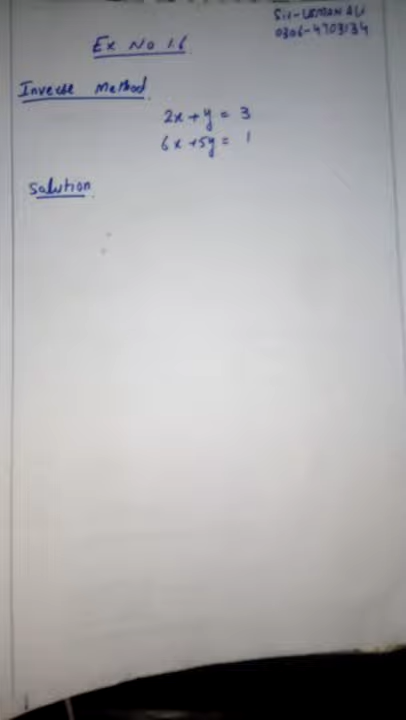 Sir-USMAN ALI
0306-4703134
Ex No 1.6
Inverse Method
2x + y = 3
6x + 5y = 1
Solution